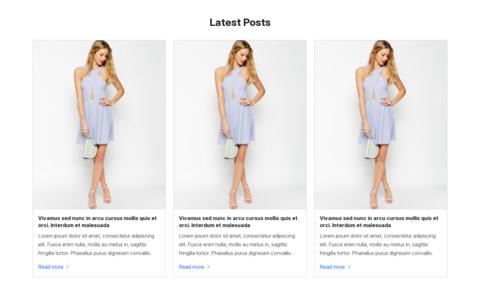 Latest Posts
Vivamus sed nunc in arcu cursus mollis quis et
orci. Interdum et malesuada
Lorem ipsum dolor sit amet, consectetur adipiscing
elit. Fusce enim nulla, mollis eu metus in, sagittis
fringilla tortor. Phasellus purus dignissim convallis.
Read more >
Vivamus sed nunc in arcu cursus mollis quis et
orci. Interdum et malesuada
Lorem ipsum dolor sit amet, consectetur adipiscing
elit. Fusce enim nulla, mollis eu metus in, sagittis
fringilla tortor. Phasellus purus dignissim convallis.
Read more >
Vivamus sed nunc in arcu cursus mollis quis et
orci. Interdum et malesuada
Lorem ipsum dolor sit amet, consectetur adipiscing
elit. Fusce enim nulla, mollis eu metus in, sagittis
fringilla tortor. Phasellus purus dignissim convallis.
Read more >